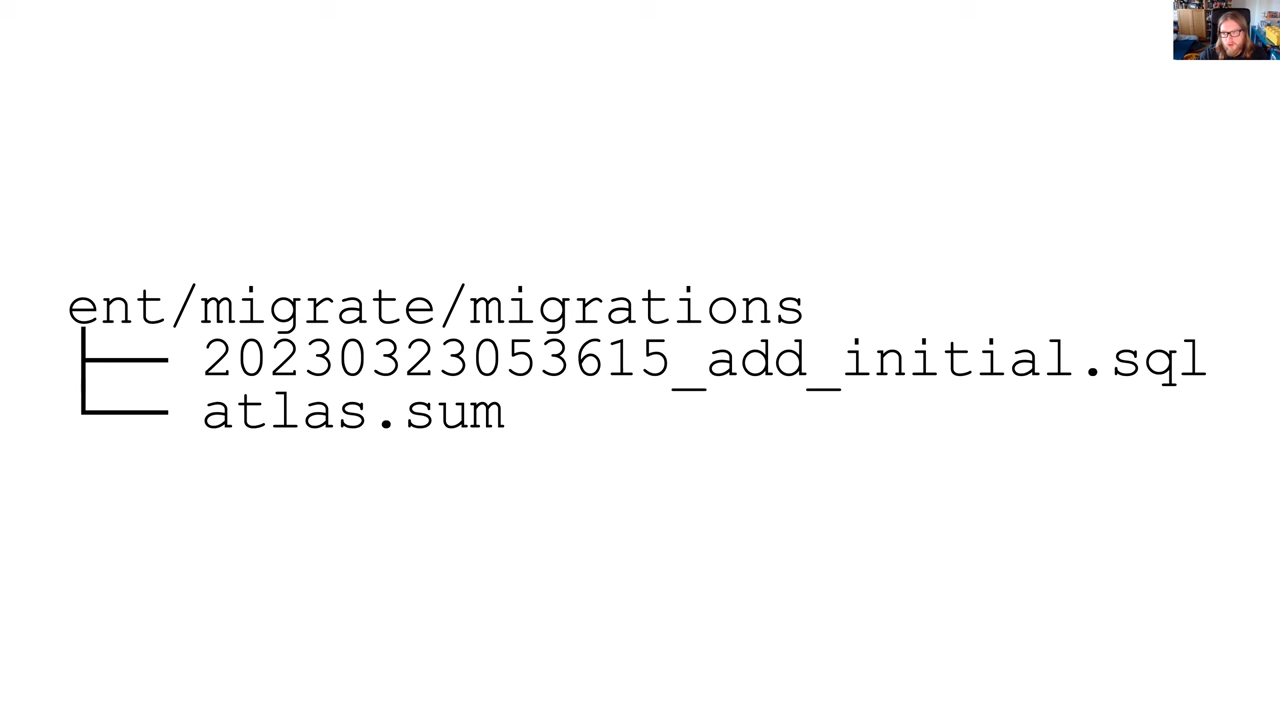 ent/migrate/migrations
├── 20230323053615_add_initial.sql
└── atlas.sum